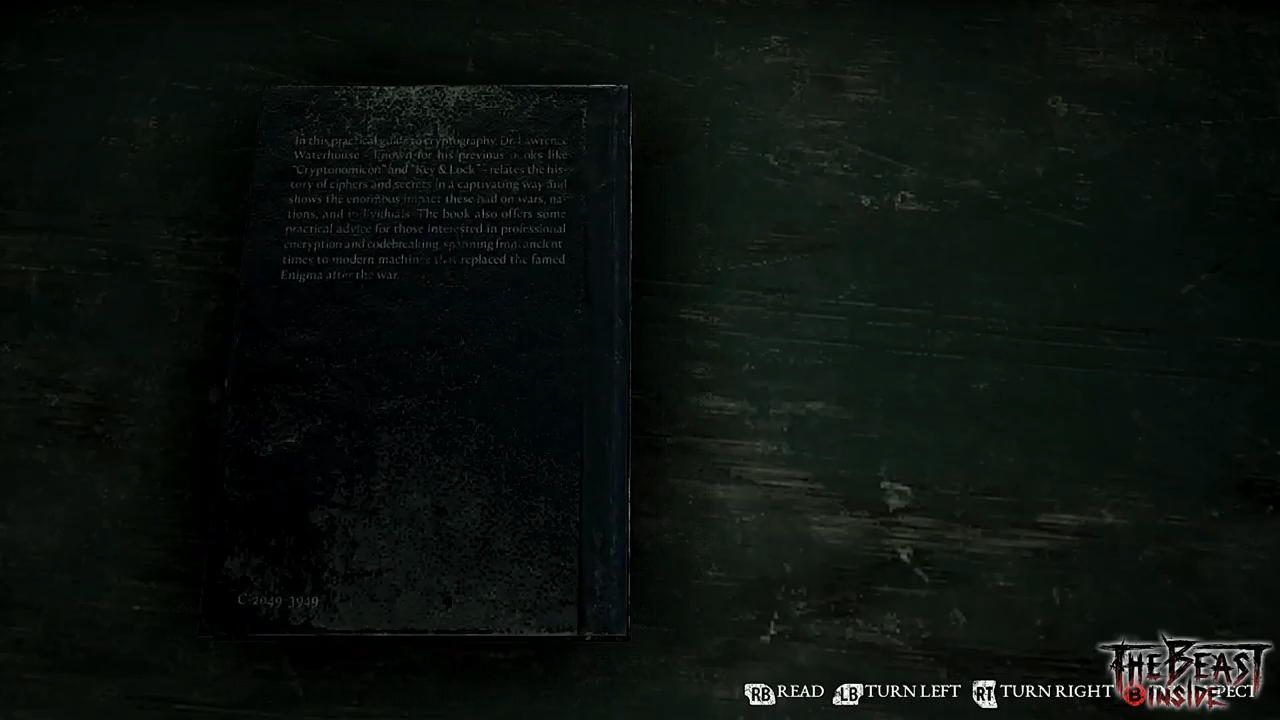 In this practical guide to cryptography, Dr. Lawrence
Waterhouse - known for his previous books like
"Cryptonomicon" and "Key & Lock" - relates the his-
tory of ciphers and secrets in a captivating way and
shows the enormous impact these had on wars, na-
tions, and individuals. The book also offers some
practical advice for those interested in professional
encryption and codebreaking, spanning from ancient
times to modern machines that replaced the famed
Enigma after the war.
C-2949-3949
RB READ LB TURN LEFT RT TURN RIGHT B
THE BEAST
INSIDE